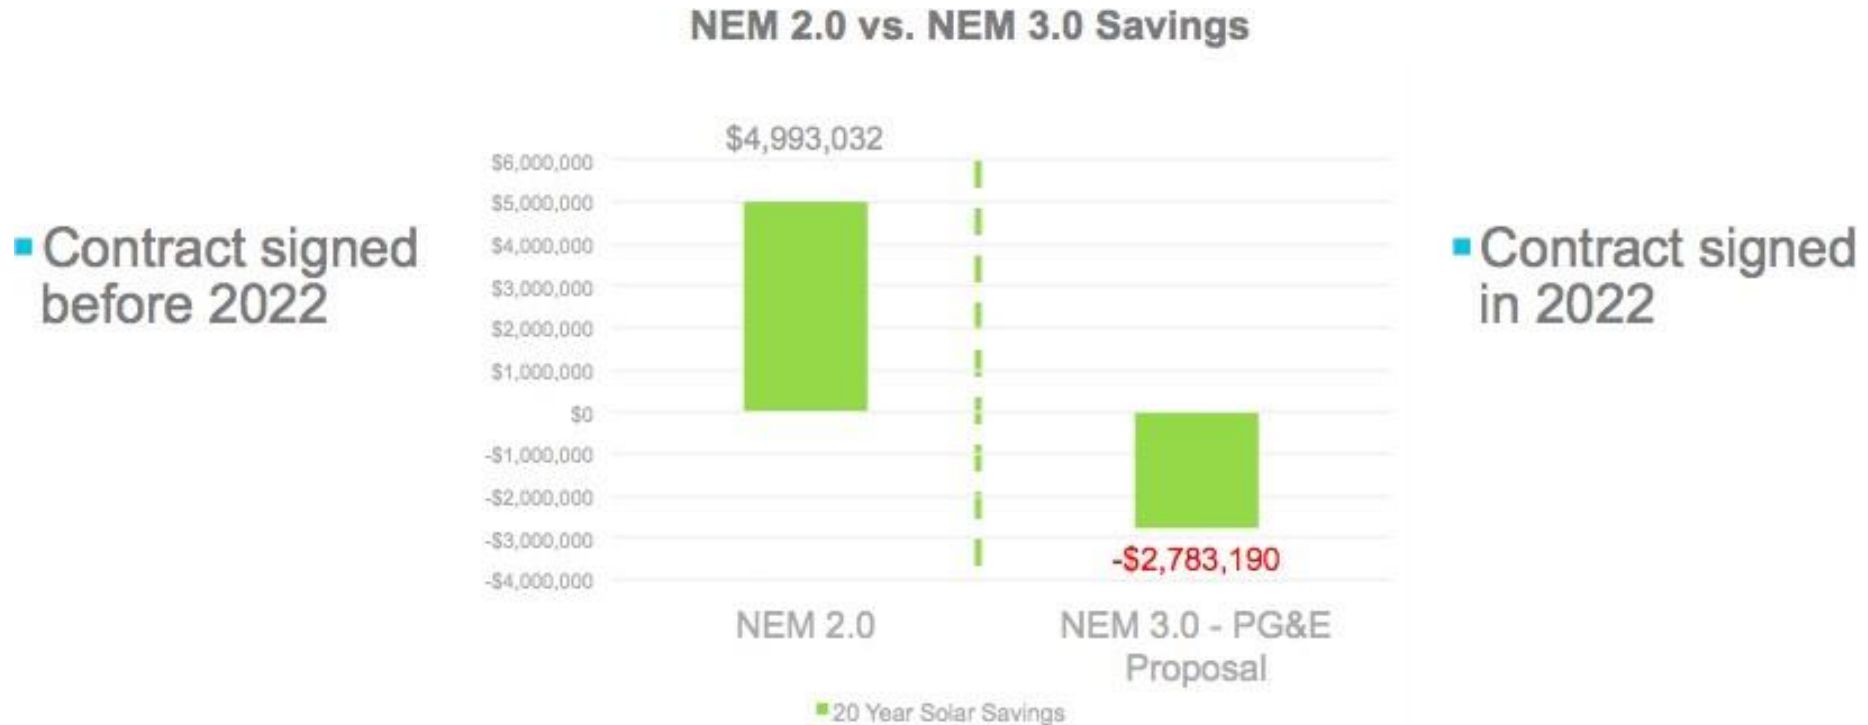 NEM 2.0 vs. NEM 3.0 Savings
Contract signed
before 2022
$4,993,032
$6,000,000
$5,000,000
$4,000,000
$3,000,000
$2,000,000
$1,000,000
$0
-$1,000,000
-$2,000,000
-$3,000,000
-$4,000,000
-$2,783,190
NEM 2.0
NEM 3.0 - PG&E
Proposal
20 Year Solar Savings
Contract signed
in 2022